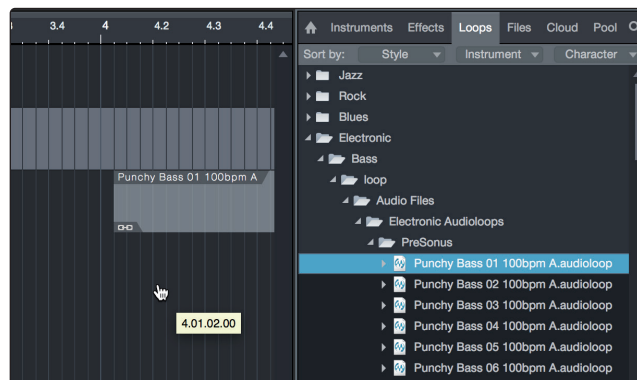 3.4 4 4.2 4.3 4.4
Punchy Bass 01 100bpm A
4.01.02.00
Instruments Effects Loops Files Cloud Pool
Sort by: Style Instrument Character
Jazz
Rock
Blues
Electronic
Bass
loop
Audio Files
Electronic Audioloops
PreSonus
Punchy Bass 01 100bpm A.audioloop
Punchy Bass 02 100bpm A.audioloop
Punchy Bass 03 100bpm A.audioloop
Punchy Bass 04 100bpm A.audioloop
Punchy Bass 05 100bpm A.audioloop
Punchy Bass 06 100bpm A.audioloop